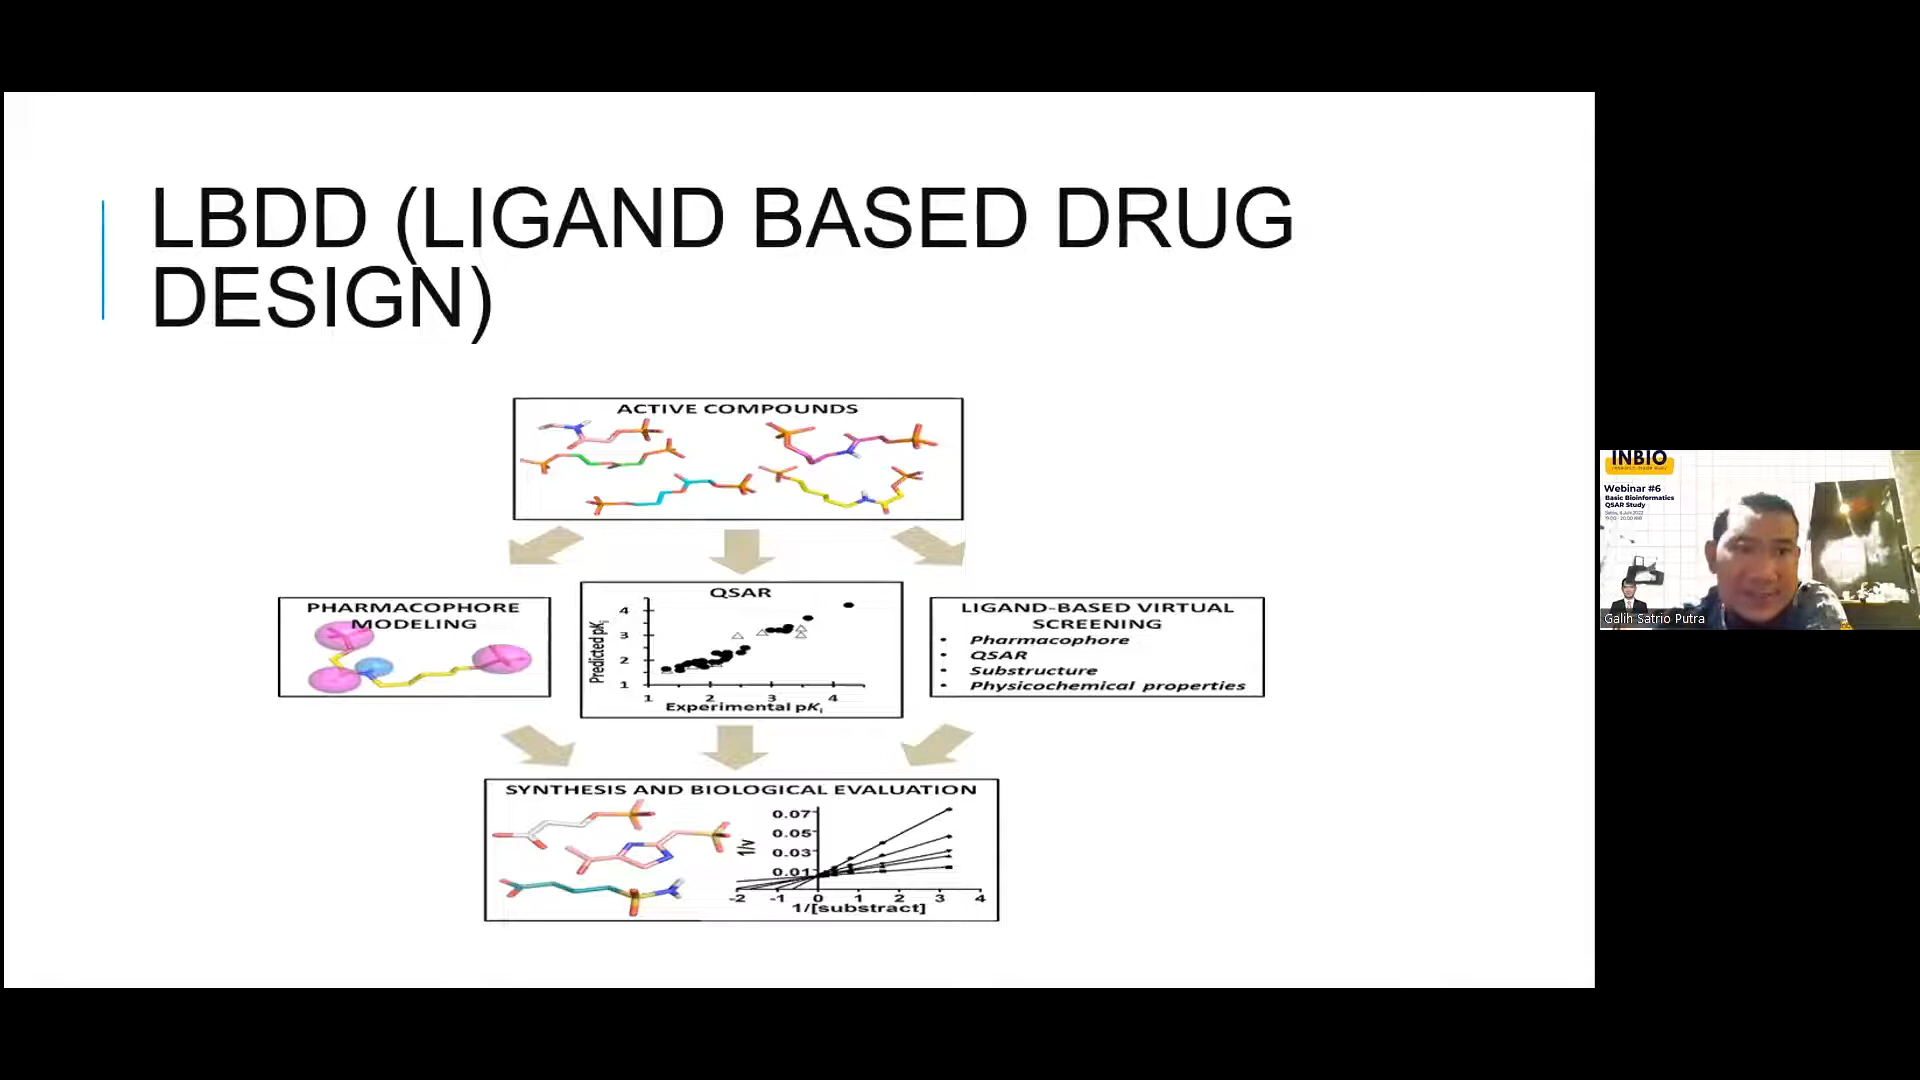 LBDD (LIGAND BASED DRUG
DESIGN)
ACTIVE COMPOUNDS
PHARMACOPHORE
MODELING
QSAR
Predicted pKi
4
3
2
1
1 2 3 4
Experimental pKi
LIGAND-BASED VIRTUAL
SCREENING
• Pharmacophore
• QSAR
• Substructure
• Physicochemical properties
SYNTHESIS AND BIOLOGICAL EVALUATION
1/v
0.07
0.05
0.03
0.01
-2 -1 0 1 2 3 4
1/[substract]
INBIO
Webinar #6
Basic Bioinformatics
QSAR Study
Galih Satrio Putra